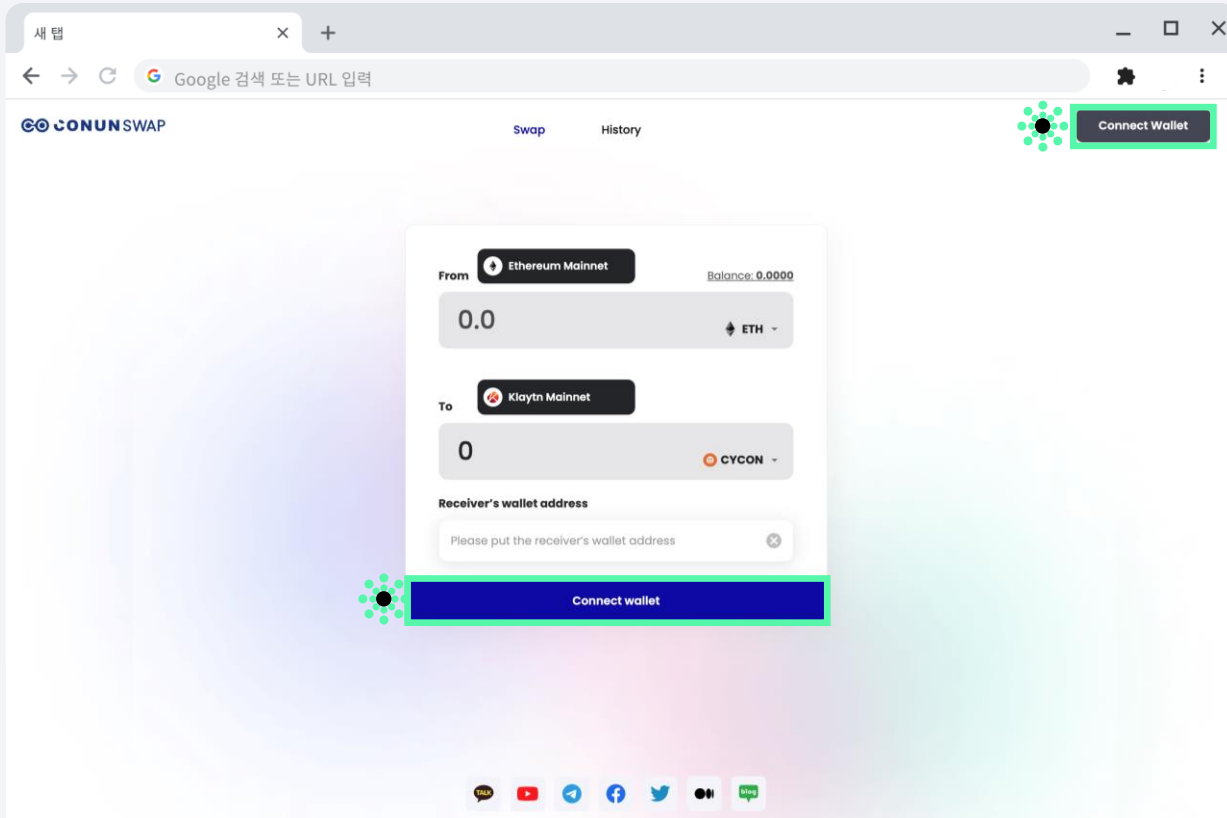 새 탭
Google 검색 또는 URL 입력
CONUN SWAP
Swap
History
Connect Wallet
From
Ethereum Mainnet
Balance: 0.0000
0.0
ETH
To
Klaytn Mainnet
0
CYCON
Receiver's wallet address
Please put the receiver's wallet address
Connect wallet
TALK
blog